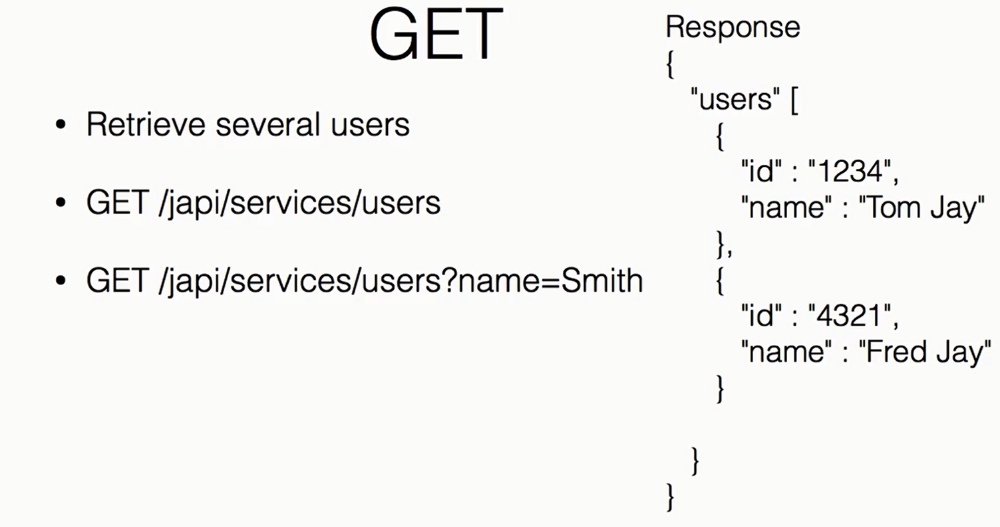 GET
• Retrieve several users
• GET /japi/services/users
• GET /japi/services/users?name=Smith
Response
{
"users" [
{
"id" : "1234",
"name" : "Tom Jay"
},
{
"id" : "4321",
"name" : "Fred Jay"
}
}
}